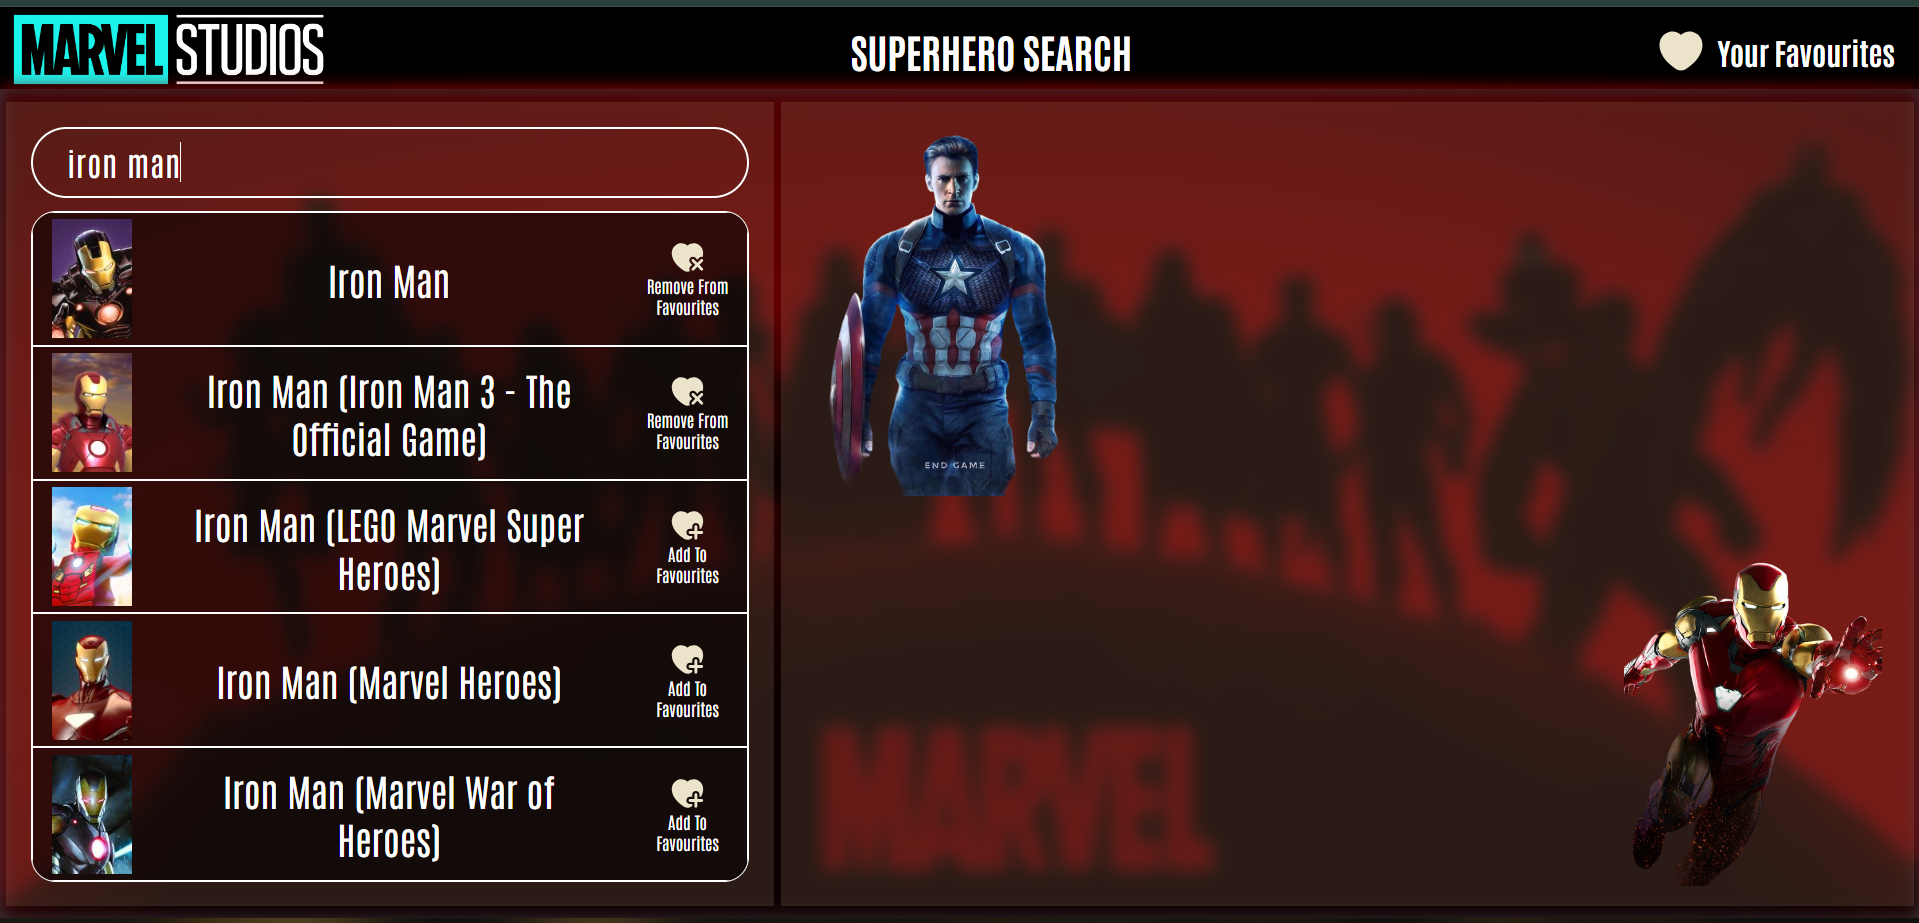 MARVEL STUDIOS
SUPERHERO SEARCH
Your Favourites
iron man
Iron Man
Remove From
Favourites
Iron Man (Iron Man 3 - The
Official Game)
Remove From
Favourites
Iron Man (LEGO Marvel Super
Heroes)
Add To
Favourites
Iron Man (Marvel Heroes)
Add To
Favourites
Iron Man (Marvel War of
Heroes)
Add To
Favourites
END GAME
MARVEL